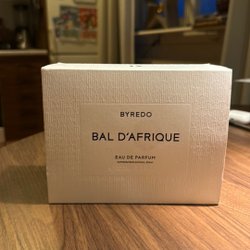 BYREDO
BAL D'AFRIQUE
EAU DE PARFUM